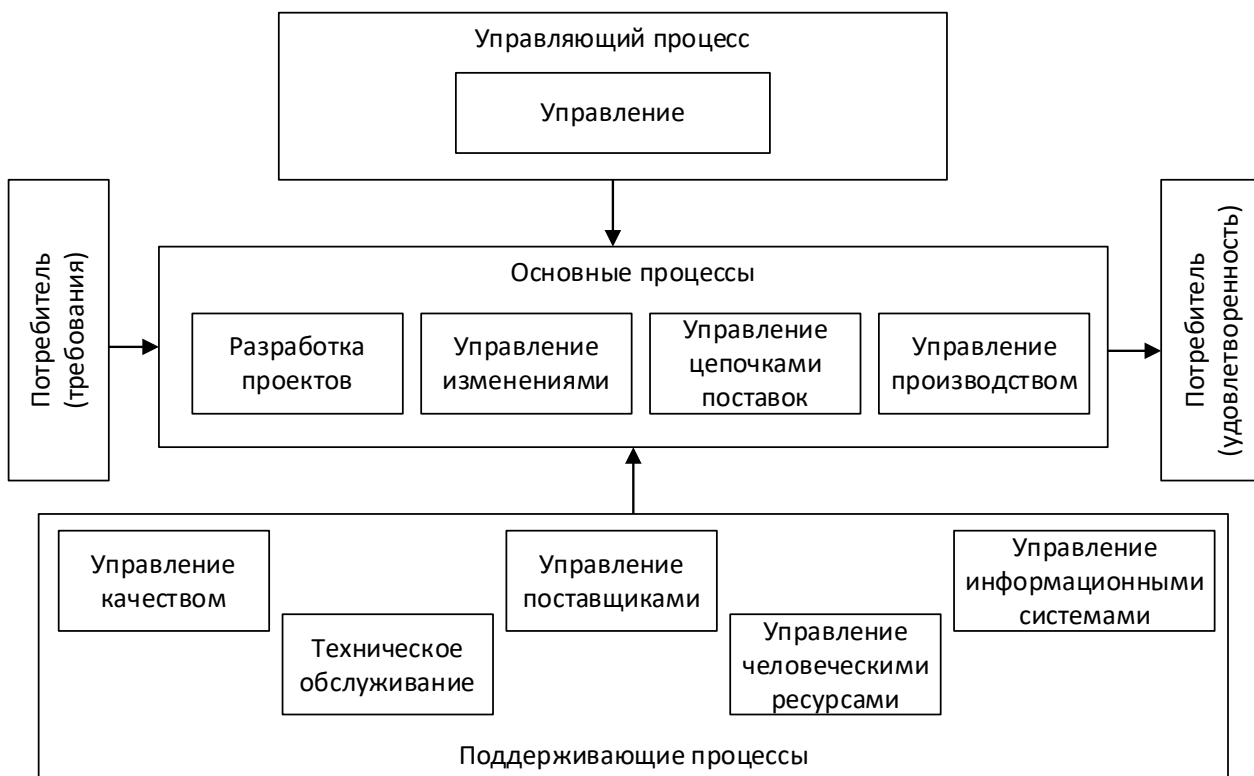 Управляющий процесс
Управление
Потребитель
(требования)
Основные процессы
Разработка
проектов
Управление
изменениями
Управление
цепочками
поставок
Управление
производством
Потребитель
(удовлетворенность)
Управление
качеством
Техническое
обслуживание
Управление
поставщиками
Управление
человеческими
ресурсами
Управление
информационными
системами
Поддерживающие процессы